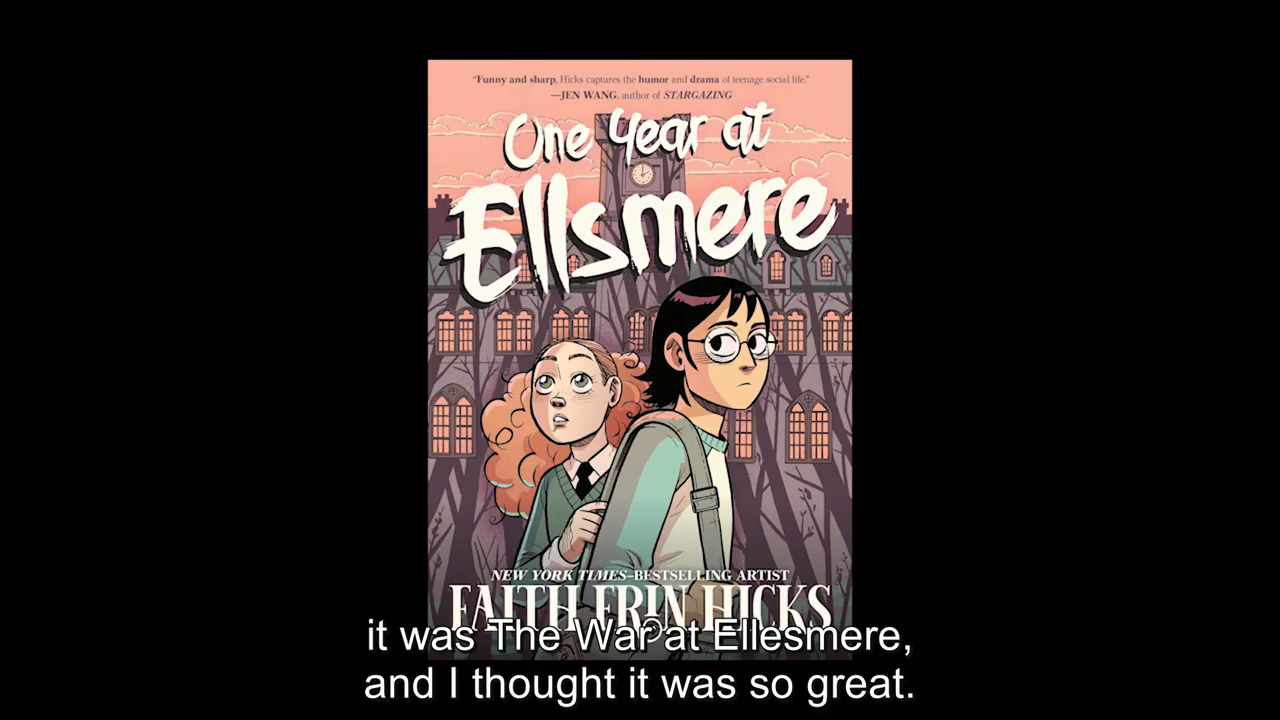 “Funny and sharp, Hicks captures the humor and drama of teenage social life.”
—JEN WANG, author of STARGAZING
One Year at
Ellsmere
NEW YORK TIMES–BESTSELLING ARTIST
FAITH ERIN HICKS
it was The War at Ellesmere,
and I thought it was so great.